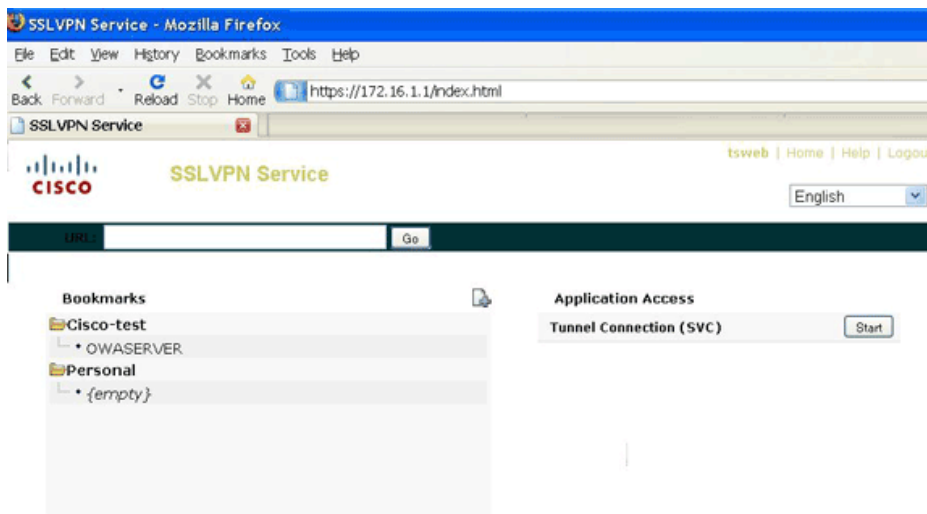 SSLVPN Service - Mozilla Firefox
File Edit View History Bookmarks Tools Help
Back Forward Reload Stop Home https://172.16.1.1/index.html
SSLVPN Service
tsweb | Home | Help | Logou
CISCO SSLVPN Service
English
URL: Go
Bookmarks
Cisco-test
• OWASERVER
Personal
• {empty}
Application Access
Tunnel Connection (SVC) Start